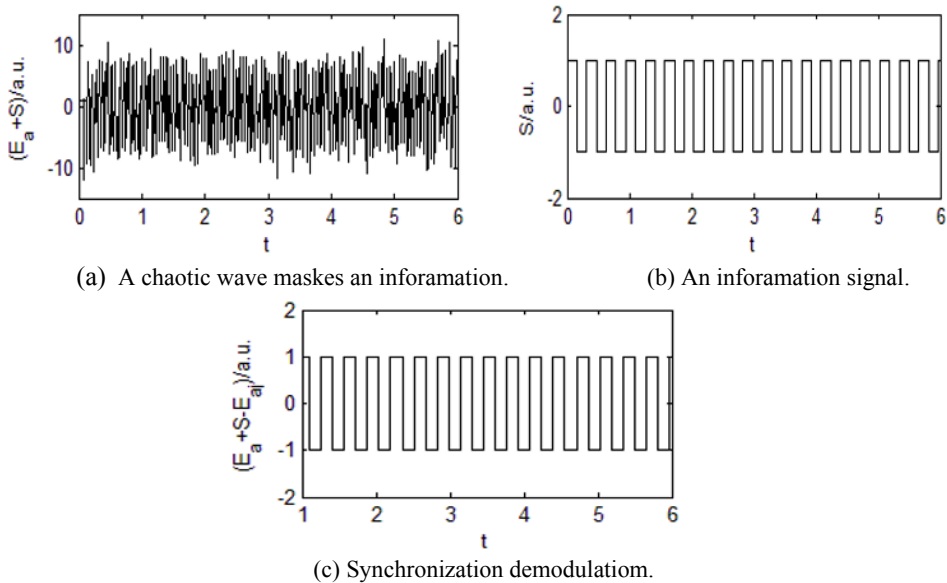 (E_a+S)/a.u.
10
0
-10
0 1 2 3 4 5 6
t
(a) A chaotic wave maskes an inforamation.
S/a.u.
2
0
-2
0 1 2 3 4 5 6
t
(b) An inforamation signal.
(E_a+S-E_aj)/a.u.
2
1
0
-1
-2
1 2 3 4 5 6
t
(c) Synchronization demodulatiom.